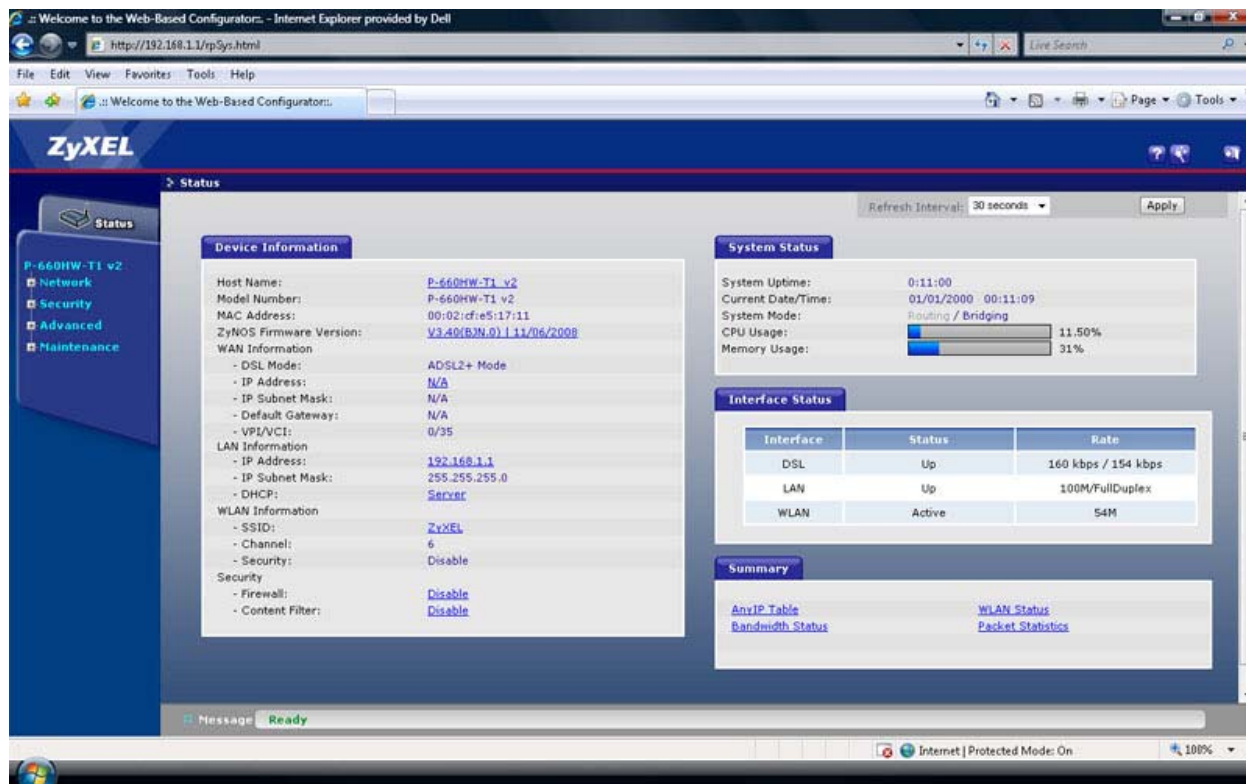 .:: Welcome to the Web-Based Configurator::. - Internet Explorer provided by Dell
http://192.168.1.1/rpSys.html
Live Search
File Edit View Favorites Tools Help
.:: Welcome to the Web-Based Configurator::.
Page Tools
ZyXEL
Status
Status
Refresh Interval: 30 seconds Apply
P-660HW-T1 v2
Network
Security
Advanced
Maintenance
Device Information
Host Name: P-660HW-T1 v2
Model Number: P-660HW-T1 v2
MAC Address: 00:02:cf:e5:17:11
ZyNOS Firmware Version: V3.40(BJN.0) | 11/06/2008
WAN Information
- DSL Mode: ADSL2+ Mode
- IP Address: N/A
- IP Subnet Mask: N/A
- Default Gateway: N/A
- VPI/VCI: 0/35
LAN Information
- IP Address: 192.168.1.1
- IP Subnet Mask: 255.255.255.0
- DHCP: Server
WLAN Information
- SSID: ZyXEL
- Channel: 6
- Security: Disable
Security
- Firewall: Disable
- Content Filter: Disable
System Status
System Uptime: 0:11:00
Current Date/Time: 01/01/2000 00:11:09
System Mode: Routing / Bridging
CPU Usage: 11.50%
Memory Usage: 31%
Interface Status
Interface Status Rate
DSL Up 160 kbps / 154 kbps
LAN Up 100M/FullDuplex
WLAN Active 54M
Summary
AnyIP Table WLAN Status
Bandwidth Status Packet Statistics
Message Ready
Internet | Protected Mode: On 100%